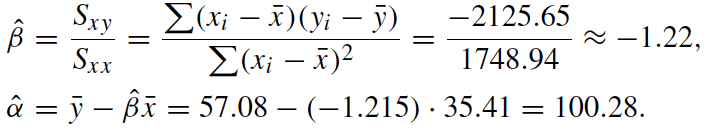 β̂ = S_xy / S_xx = ∑(x_i − x̄)(y_i − ȳ) / ∑(x_i − x̄)² = −2125.65 / 1748.94 ≈ −1.22,
α̂ = ȳ − β̂x̄ = 57.08 − (−1.215) · 35.41 = 100.28.